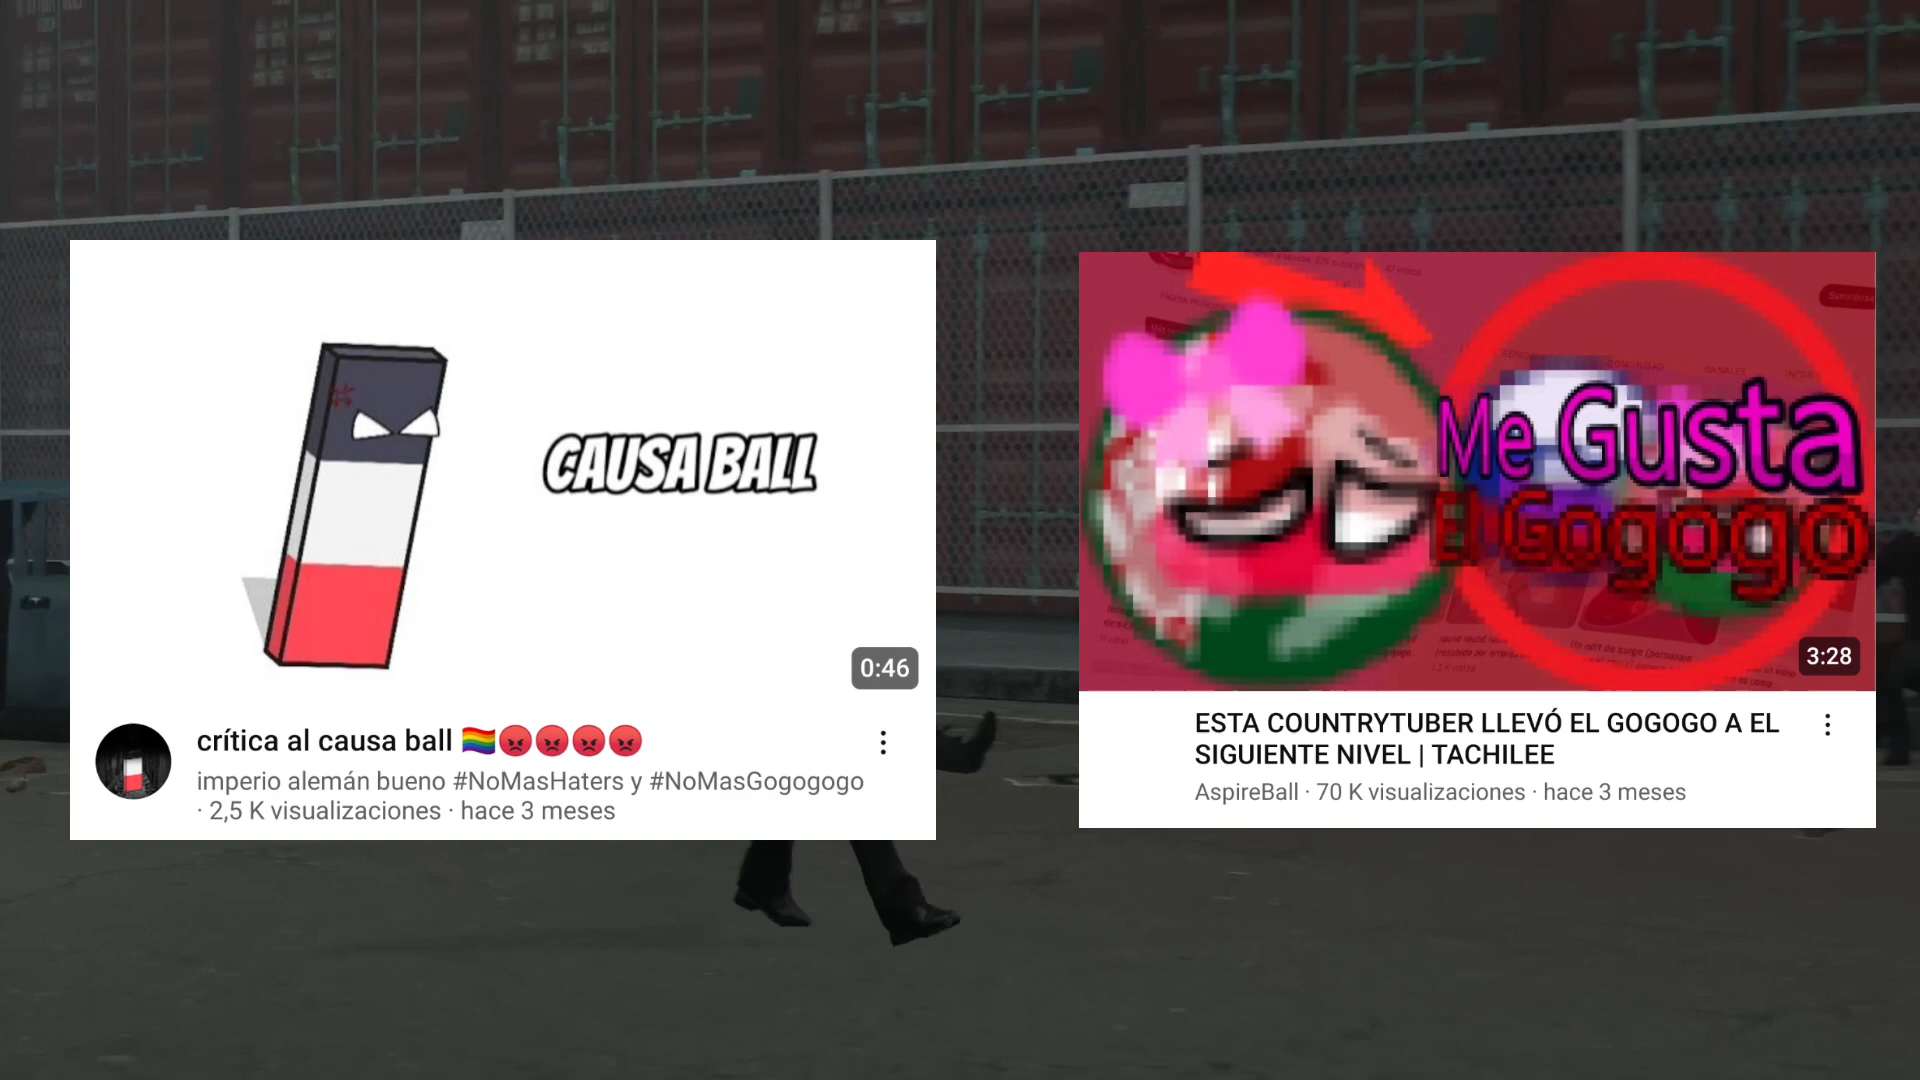 CAUSA BALL
0:46
crítica al causa ball 🏳️‍🌈😡😡😡😡
imperio alemán bueno #NoMasHaters y #NoMasGogogogo
· 2,5 K visualizaciones · hace 3 meses
Me Gusta
El Gogogo
3:28
ESTA COUNTRYTUBER LLEVÓ EL GOGOGO A EL
SIGUIENTE NIVEL | TACHILEE
AspireBall · 70 K visualizaciones · hace 3 meses